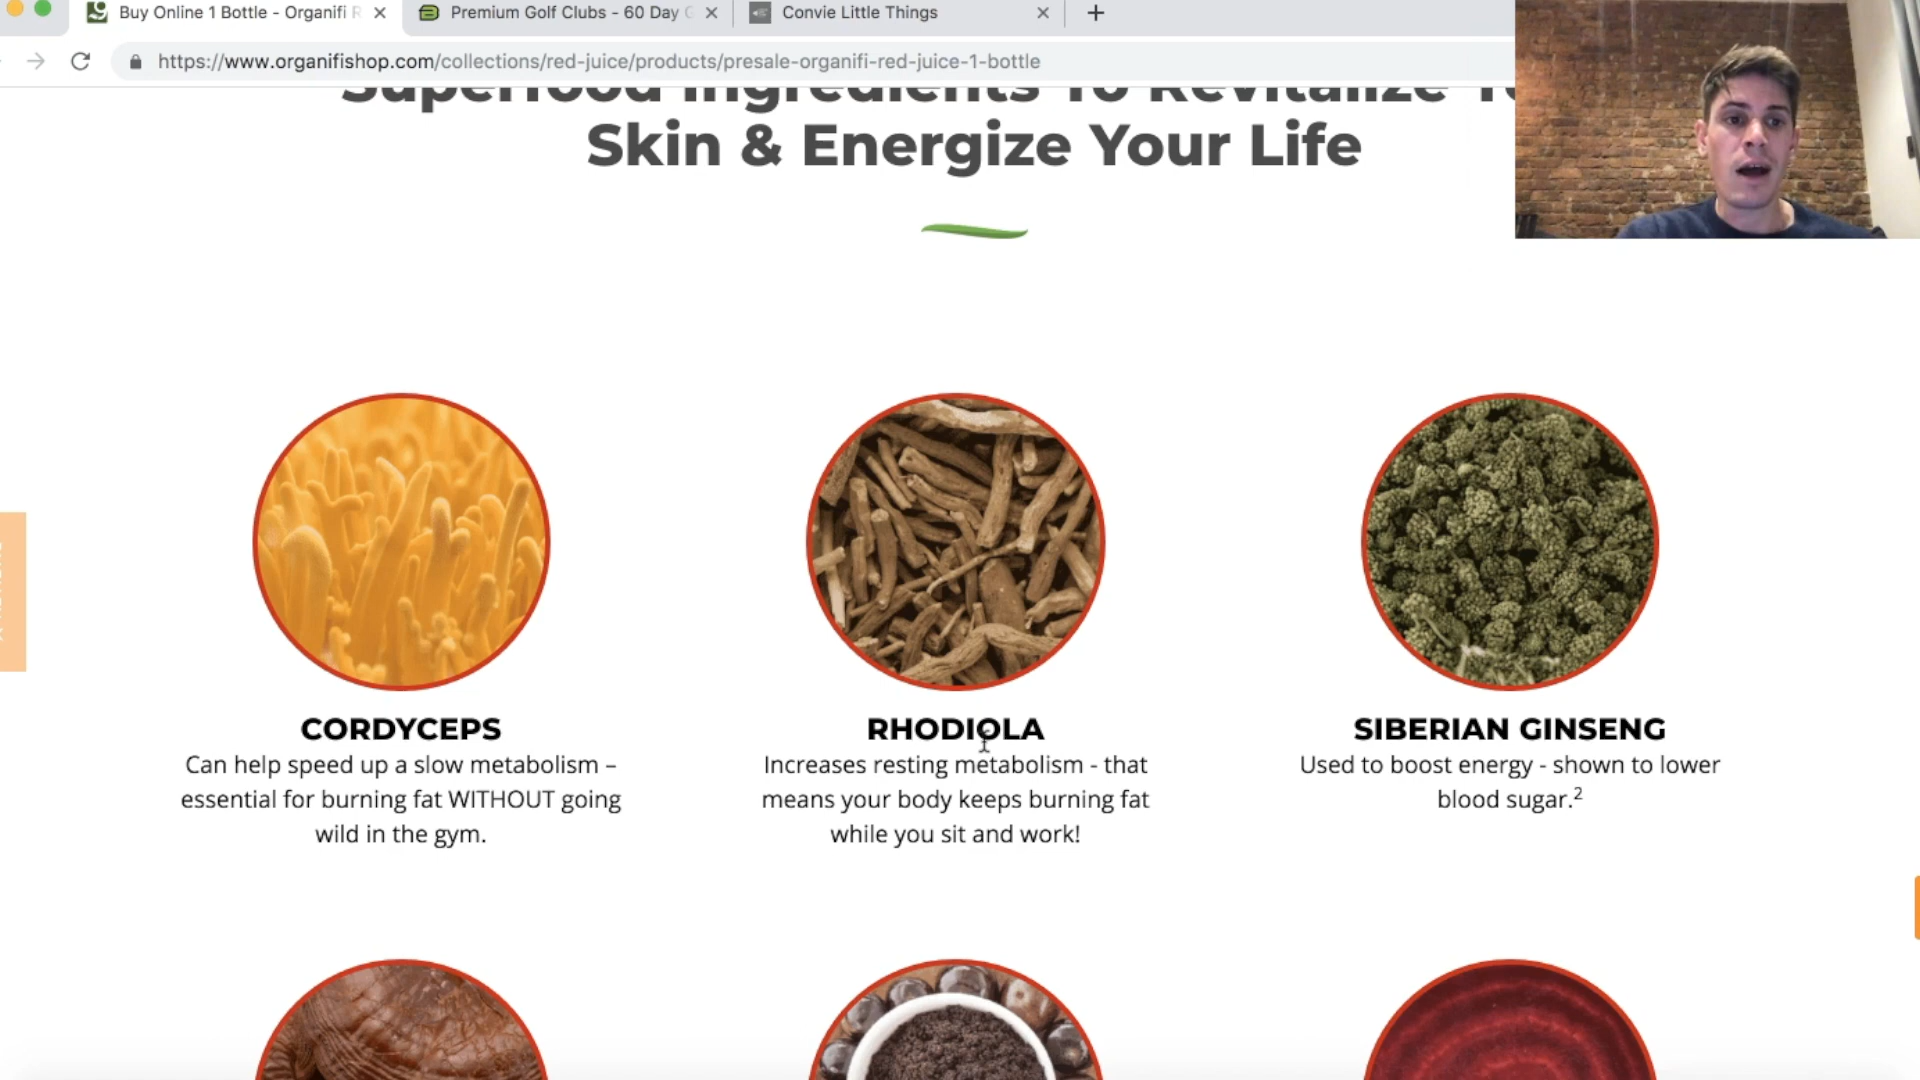 Buy Online 1 Bottle - Organifi R
Premium Golf Clubs - 60 Day G
Convie Little Things
https://www.organifishop.com/collections/red-juice/products/presale-organifi-red-juice-1-bottle
Superfood Ingredients To Revitalize
Skin & Energize Your Life
CORDYCEPS
Can help speed up a slow metabolism –
essential for burning fat WITHOUT going
wild in the gym.
RHODIOLA
Increases resting metabolism - that
means your body keeps burning fat
while you sit and work!
SIBERIAN GINSENG
Used to boost energy - shown to lower
blood sugar.2